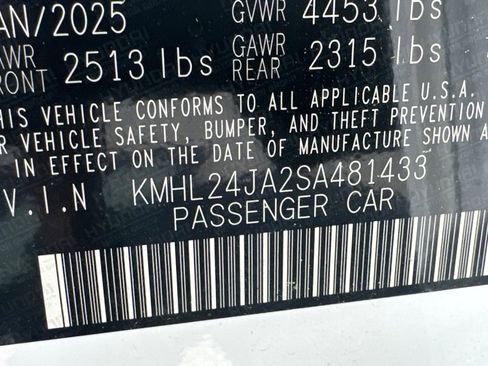 AN/2025 GVWR 4453 lbs
AWR FRONT 2513 lbs GAWR REAR 2315 lbs
HIS VEHICLE CONFORMS TO ALL APPLICABLE U.S.A.
R VEHICLE SAFETY, BUMPER, AND THEFT PREVENTION
IN EFFECT ON THE DATE OF MANUFACTURE SHOWN A
V.I.N KMHL24JA2SA481433
PASSENGER CAR